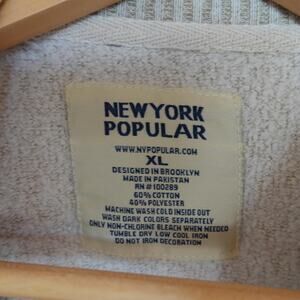 NEW YORK
POPULAR
WWW.NYPOPULAR.COM
XL
DESIGNED IN BROOKLYN
MADE IN PAKISTAN
RN #100289
60% COTTON
40% POLYESTER
MACHINE WASH COLD INSIDE OUT
WASH DARK COLORS SEPARATELY
ONLY NON-CHLORINE BLEACH WHEN NEEDED
TUMBLE DRY LOW COOL IRON
DO NOT IRON DECORATION